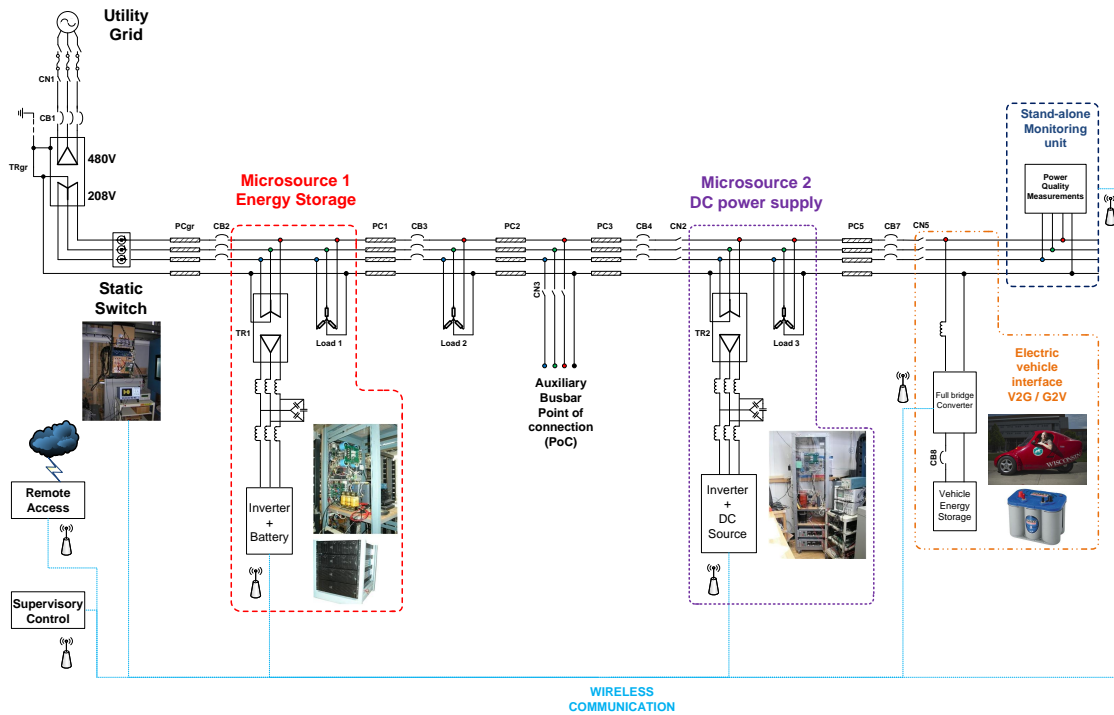 Utility
Grid
CN1
CB1
TRgr
480V
208V
Static
Switch
PCgr
CB2
Microsource 1
Energy Storage
TR1
Load 1
Inverter
+
Battery
PC1
CB3
Load 2
PC2
CN3
Auxiliary
Busbar
Point of
connection
(PoC)
PC3
CB4
CN2
Microsource 2
DC power supply
TR2
Load 3
Inverter
+
DC
Source
PC5
CB7
CN5
Stand-alone
Monitoring
unit
Power
Quality
Measurements
Electric
vehicle
interface
V2G / G2V
Full bridge
Converter
CB8
Vehicle
Energy
Storage
WISCONSIN
Remote
Access
Supervisory
Control
WIRELESS
COMMUNICATION